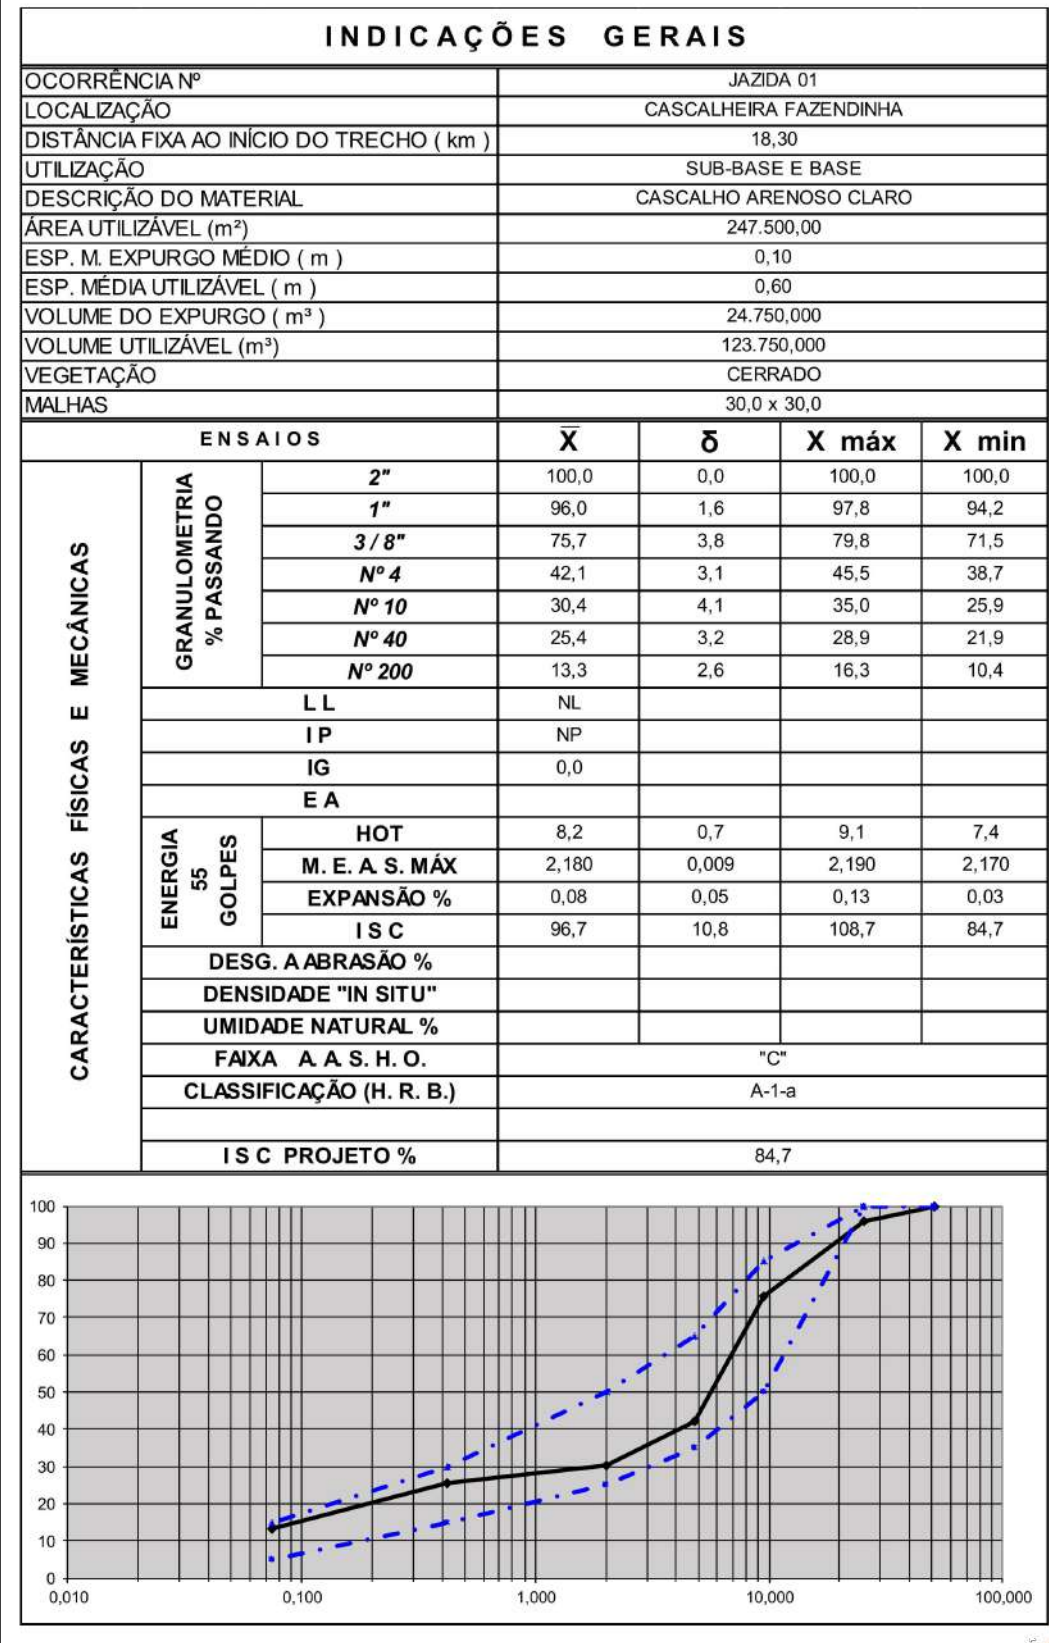 INDICAÇÕES GERAIS
OCORRÊNCIA Nº JAZIDA 01
LOCALIZAÇÃO CASCALHEIRA FAZENDINHA
DISTÂNCIA FIXA AO INÍCIO DO TRECHO ( km ) 18,30
UTILIZAÇÃO SUB-BASE E BASE
DESCRIÇÃO DO MATERIAL CASCALHO ARENOSO CLARO
ÁREA UTILIZÁVEL (m²) 247.500,00
ESP. M. EXPURGO MÉDIO ( m ) 0,10
ESP. MÉDIA UTILIZÁVEL ( m ) 0,60
VOLUME DO EXPURGO ( m³ ) 24.750,000
VOLUME UTILIZÁVEL (m³) 123.750,000
VEGETAÇÃO CERRADO
MALHAS 30,0 x 30,0
ENSAIOS X̅ δ X máx X min
CARACTERÍSTICAS FÍSICAS E MECÂNICAS
GRANULOMETRIA
% PASSANDO
2" 100,0 0,0 100,0 100,0
1" 96,0 1,6 97,8 94,2
3 / 8" 75,7 3,8 79,8 71,5
Nº 4 42,1 3,1 45,5 38,7
Nº 10 30,4 4,1 35,0 25,9
Nº 40 25,4 3,2 28,9 21,9
Nº 200 13,3 2,6 16,3 10,4
L L NL
I P NP
IG 0,0
E A
ENERGIA
55
GOLPES
HOT 8,2 0,7 9,1 7,4
M. E. A. S. MÁX 2,180 0,009 2,190 2,170
EXPANSÃO % 0,08 0,05 0,13 0,03
I S C 96,7 10,8 108,7 84,7
DESG. A ABRASÃO %
DENSIDADE "IN SITU"
UMIDADE NATURAL %
FAIXA A. A. S. H. O. "C"
CLASSIFICAÇÃO (H. R. B.) A-1-a
I S C PROJETO % 84,7
100
90
80
70
60
50
40
30
20
10
0
0,010 0,100 1,000 10,000 100,000